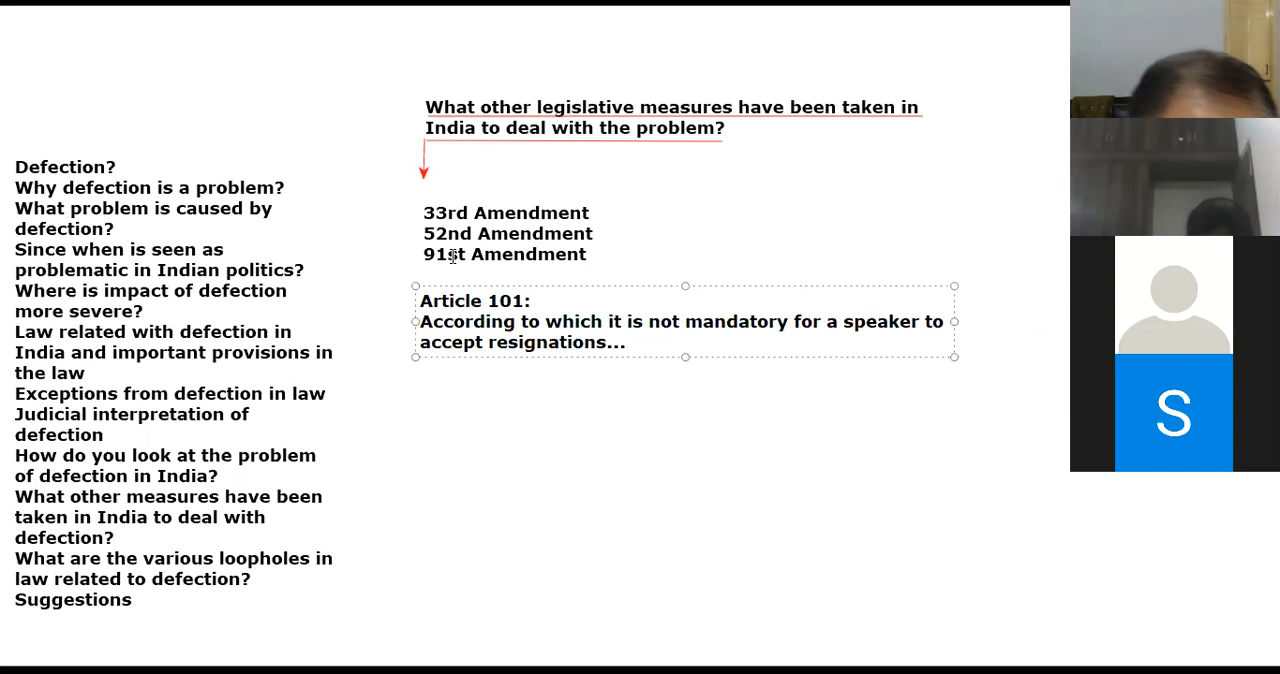 Defection?
Why defection is a problem?
What problem is caused by
defection?
Since when is seen as
problematic in Indian politics?
Where is impact of defection
more severe?
Law related with defection in
India and important provisions in
the law
Exceptions from defection in law
Judicial interpretation of
defection
How do you look at the problem
of defection in India?
What other measures have been
taken in India to deal with
defection?
What are the various loopholes in
law related to defection?
Suggestions
What other legislative measures have been taken in
India to deal with the problem?
33rd Amendment
52nd Amendment
91st Amendment
Article 101:
According to which it is not mandatory for a speaker to
accept resignations...
S